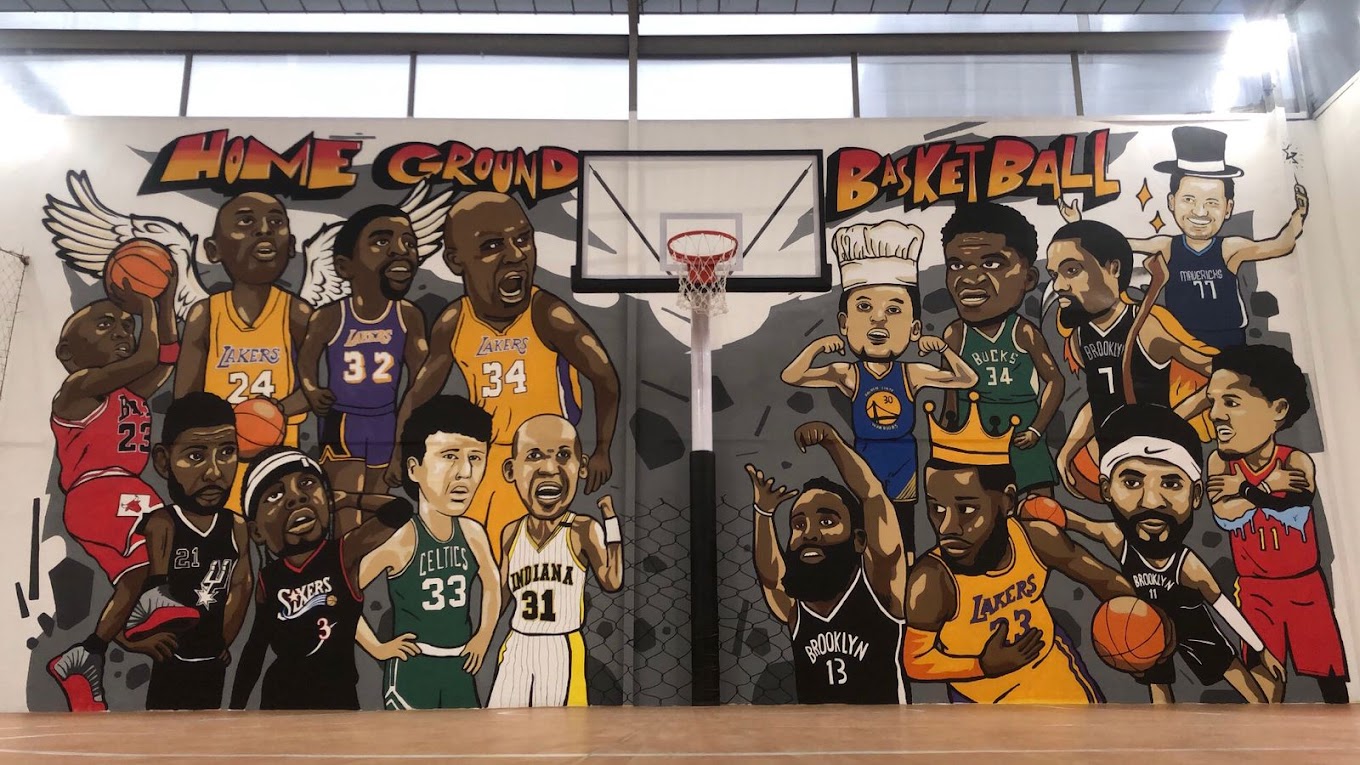 HOME GROUND
BASKETBALL
LAKERS
24
LAKERS
32
LAKERS
34
23
21
SIXERS
3
CELTICS
33
INDIANA
31
30
WARRIORS
BUCKS
34
BROOKLYN
7
MAVERICKS
77
BROOKLYN
13
LAKERS
23
BROOKLYN
11
11